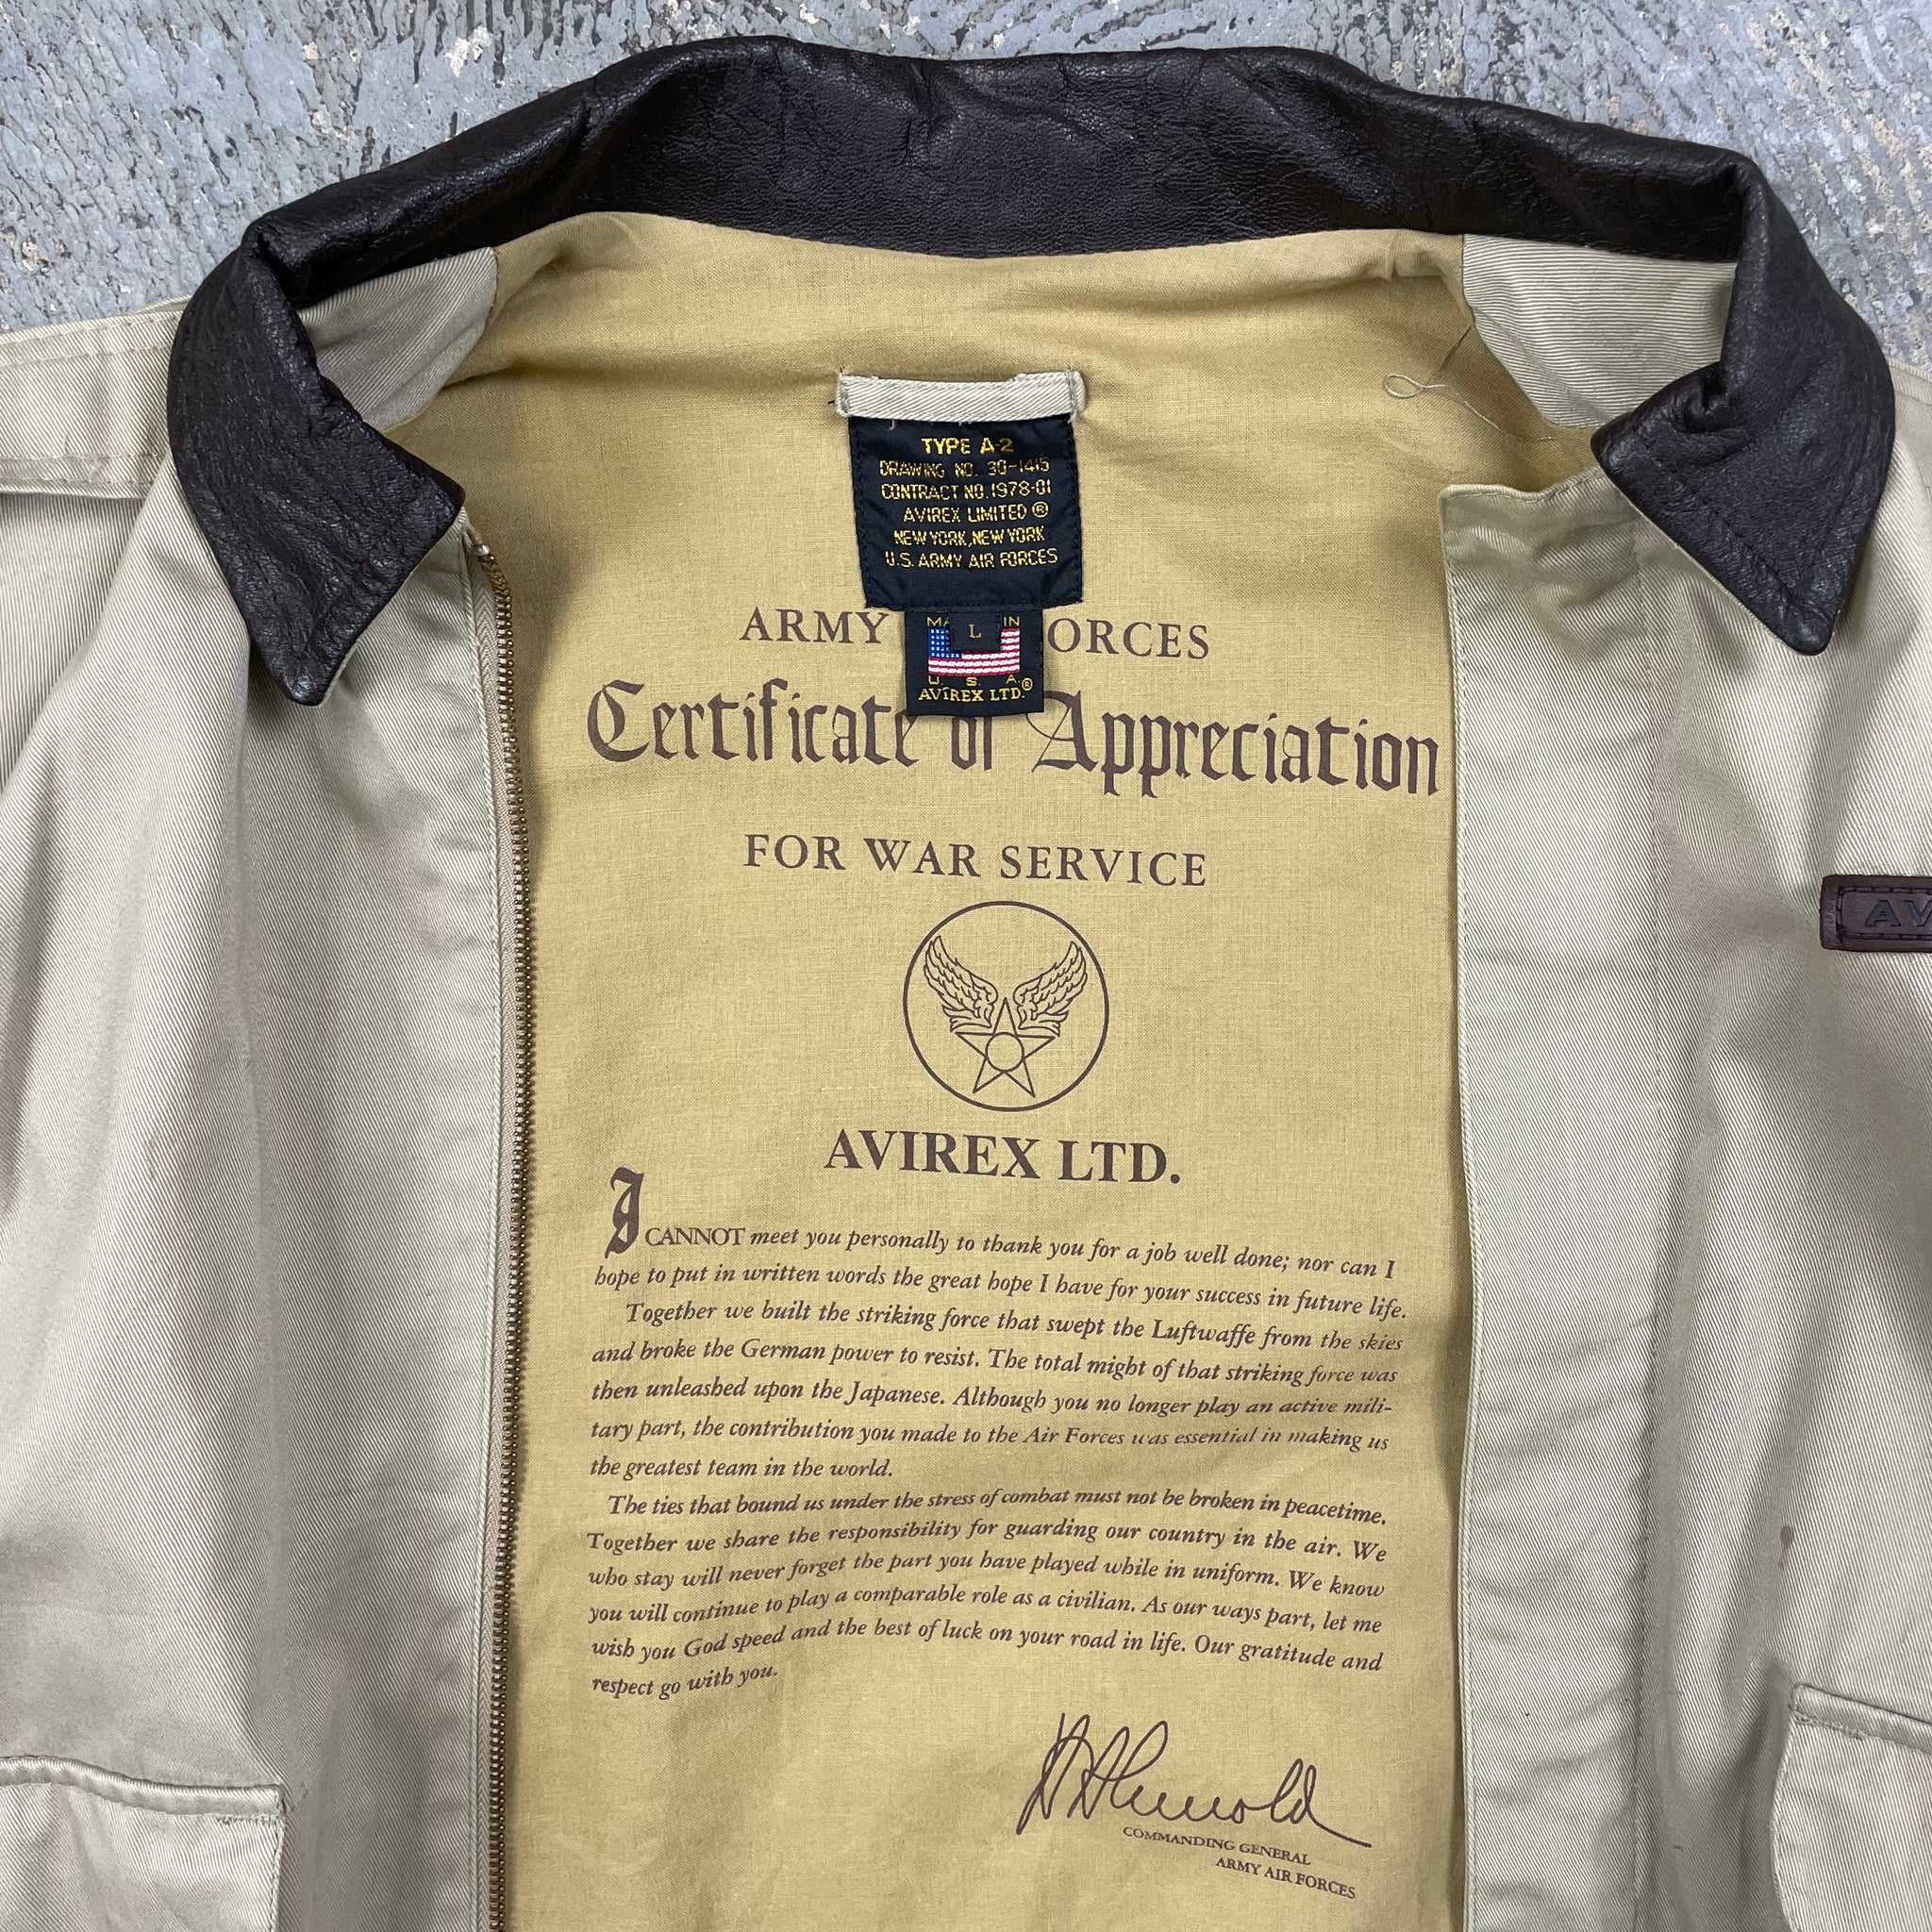 TYPE A-2
DRAWING NO. 30-1415
CONTRACT NO. 1978-01
AVIREX LIMITED ®
NEW YORK, NEW YORK
U.S. ARMY AIR FORCES
MA IN
L
U. S. A.
AVIREX LTD.®
ARMY ORCES
Certificate of Appreciation
FOR WAR SERVICE
AVIREX LTD.
AV
I CANNOT meet you personally to thank you for a job well done; nor can I
hope to put in written words the great hope I have for your success in future life.
Together we built the striking force that swept the Luftwaffe from the skies
and broke the German power to resist. The total might of that striking force was
then unleashed upon the Japanese. Although you no longer play an active mili-
tary part, the contribution you made to the Air Forces was essential in making us
the greatest team in the world.
The ties that bound us under the stress of combat must not be broken in peacetime.
Together we share the responsibility for guarding our country in the air. We
who stay will never forget the part you have played while in uniform. We know
you will continue to play a comparable role as a civilian. As our ways part, let me
wish you God speed and the best of luck on your road in life. Our gratitude and
respect go with you.
H H Arnold
COMMANDING GENERAL
ARMY AIR FORCES